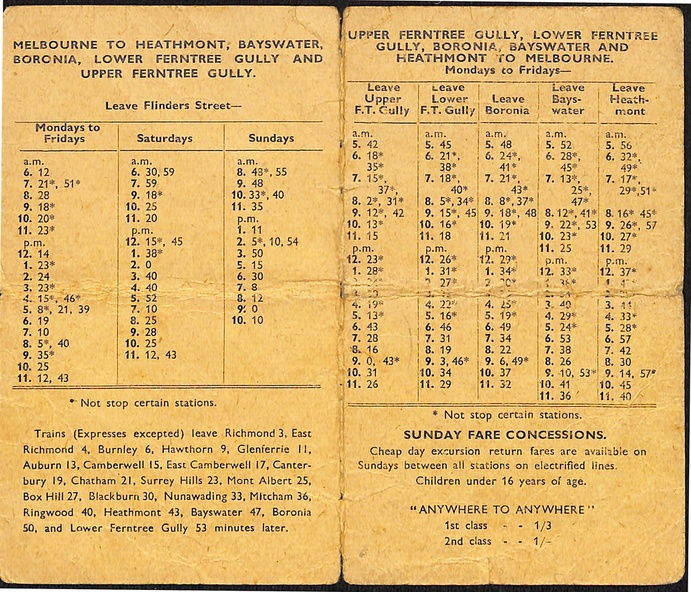 MELBOURNE TO HEATHMONT, BAYSWATER,
BORONIA, LOWER FERNTREE GULLY AND
UPPER FERNTREE GULLY.
Leave Flinders Street—
Mondays to
Fridays
a.m.
6. 12
7. 21*, 51*
8. 28
9. 18*
10. 20*
11. 23*
p.m.
12. 14
1. 23*
2. 24
3. 23*
4. 15*, 46*
5. 8*, 21, 39
6. 19
7. 10
8. 5*, 40
9. 35*
10. 25
11. 12, 43
Saturdays
a.m.
6. 30, 59
7. 59
9. 18*
10. 25
11. 20
p.m.
12. 15*, 45
1. 38*
2. 0
3. 40
4. 40
5. 52
7. 10
8. 25
9. 28
10. 25
11. 12, 43
Sundays
a.m.
8. 43*, 55
9. 48
10. 33*, 40
11. 35
p.m.
1. 11
2. 5*, 10, 54
3. 50
5. 15
6. 30
7. 8
8. 12
9. 0
10. 10
* Not stop certain stations.
Trains (Expresses excepted) leave Richmond 3, East
Richmond 4, Burnley 6, Hawthorn 9, Glenferrie 11,
Auburn 13, Camberwell 15, East Camberwell 17, Canter-
bury 19, Chatham 21, Surrey Hills 23, Mont Albert 25,
Box Hill 27, Blackburn 30, Nunawading 33, Mitcham 36,
Ringwood 40, Heathmont 43, Bayswater 47, Boronia
50, and Lower Ferntree Gully 53 minutes later.
UPPER FERNTREE GULLY, LOWER FERNTREE
GULLY, BORONIA, BAYSWATER AND
HEATHMONT TO MELBOURNE.
Mondays to Fridays—
Leave
Upper
F.T. Gully
a.m.
5. 42
6. 18*
35*
7. 15*,
37*,
8. 2*, 31*
9. 12*, 42
10. 13*
11. 15
p.m.
12. 23*
1. 28*
4. 19*
5. 13*
6. 43
7. 28
8. 16
9. 0, 43*
10. 31
11. 26
Leave
Lower
F.T. Gully
a.m.
5. 45
6. 21*,
38*
7. 18*,
40*
8. 5*, 34*
9. 15*, 45
10. 16*
11. 18
p.m.
12. 26*
1. 31*
27*
4. 22*
5. 16*
6. 46
7. 31
8. 19
9. 3, 46*
10. 34
11. 29
Leave
Boronia
a.m.
5. 48
6. 24*,
41*
7. 21*,
43*
8. 8*, 37*
9. 18*, 48
10. 19*
11. 21
p.m.
12. 29*
1. 34*
4. 25*
5. 19*
6. 49
7. 34
8. 22
9. 6, 49*
10. 37
11. 32
Leave
Bays-
water
a.m.
5. 52
6. 28*,
45*
7. 13*,
25*,
47*
8. 12*, 41*
9. 22*, 53
10. 23*
11. 25
p.m.
12. 33*
4. 29*
5. 24*
6. 53
7. 38
8. 26
9. 10, 53*
10. 41
11. 36
Leave
Heath-
mont
a.m.
5. 56
6. 32*,
49*
7. 17*,
29*, 51*
8. 16* 45*
9. 26*, 57
10. 27*
11. 29
p.m.
12. 37*
4. 33*
5. 28*
6. 57
7. 42
8. 30
9. 14, 57*
10. 45
11. 40
* Not stop certain stations.
SUNDAY FARE CONCESSIONS.
Cheap day excursion return fares are available on
Sundays between all stations on electrified lines.
Children under 16 years of age.
"ANYWHERE TO ANYWHERE"
1st class - - 1/3
2nd class - - 1/-